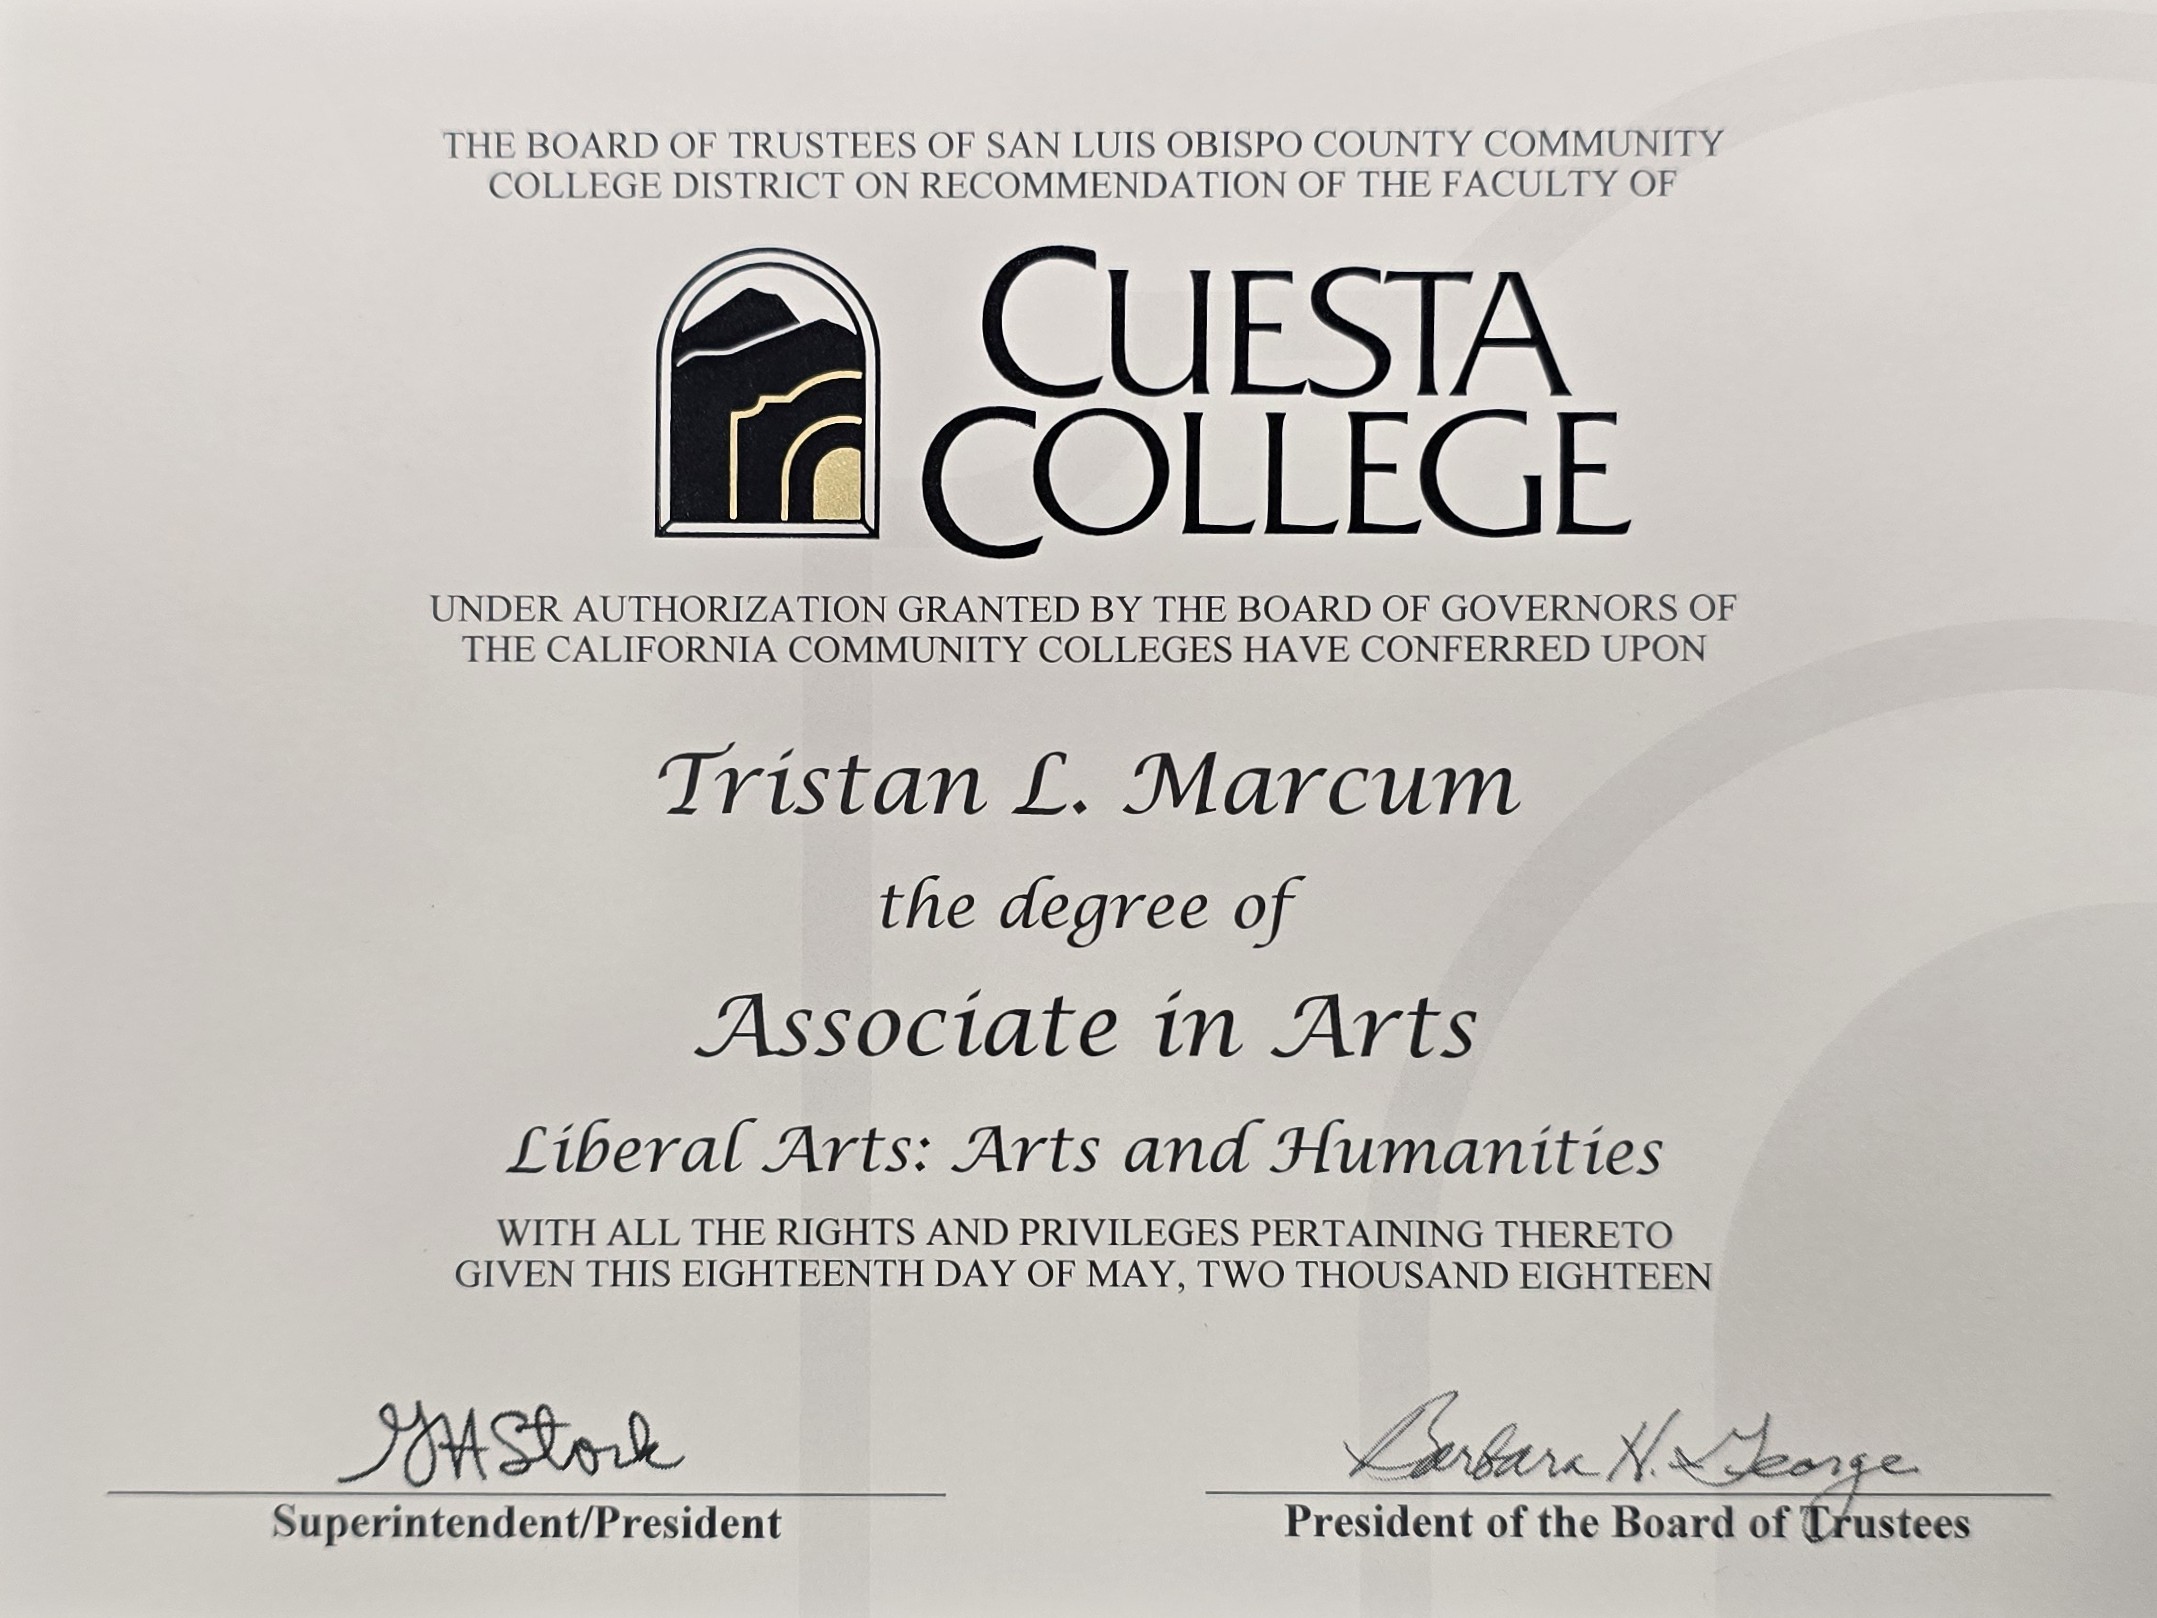 THE BOARD OF TRUSTEES OF SAN LUIS OBISPO COUNTY COMMUNITY
COLLEGE DISTRICT ON RECOMMENDATION OF THE FACULTY OF
CUESTA
COLLEGE
UNDER AUTHORIZATION GRANTED BY THE BOARD OF GOVERNORS OF
THE CALIFORNIA COMMUNITY COLLEGES HAVE CONFERRED UPON
Tristan L. Marcum
the degree of
Associate in Arts
Liberal Arts: Arts and Humanities
WITH ALL THE RIGHTS AND PRIVILEGES PERTAINING THERETO
GIVEN THIS EIGHTEENTH DAY OF MAY, TWO THOUSAND EIGHTEEN
GHStork
Barbara H. George
Superintendent/President
President of the Board of Trustees